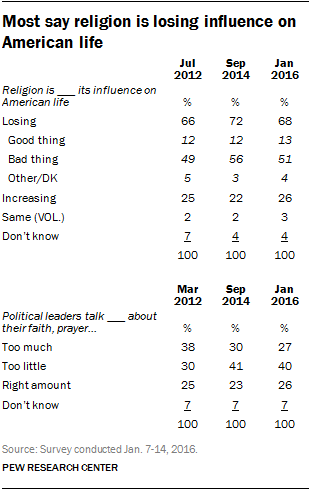 Most say religion is losing influence on
American life
Jul Sep Jan
2012 2014 2016
Religion is ___ its influence on
American life % % %
Losing 66 72 68
Good thing 12 12 13
Bad thing 49 56 51
Other/DK 5 3 4
Increasing 25 22 26
Same (VOL.) 2 2 3
Don't know 7 4 4
100 100 100
Mar Sep Jan
2012 2014 2016
Political leaders talk ___ about
their faith, prayer... % % %
Too much 38 30 27
Too little 30 41 40
Right amount 25 23 26
Don't know 7 7 7
100 100 100
Source: Survey conducted Jan. 7-14, 2016.
PEW RESEARCH CENTER